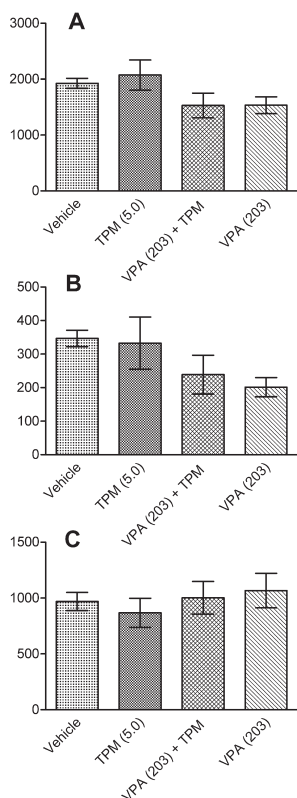 A
3000
2000
1000
0
Vehicle
TPM (5.0)
VPA (203) + TPM
VPA (203)
B
500
400
300
200
100
0
Vehicle
TPM (5.0)
VPA (203) + TPM
VPA (203)
C
1500
1000
500
0
Vehicle
TPM (5.0)
VPA (203) + TPM
VPA (203)